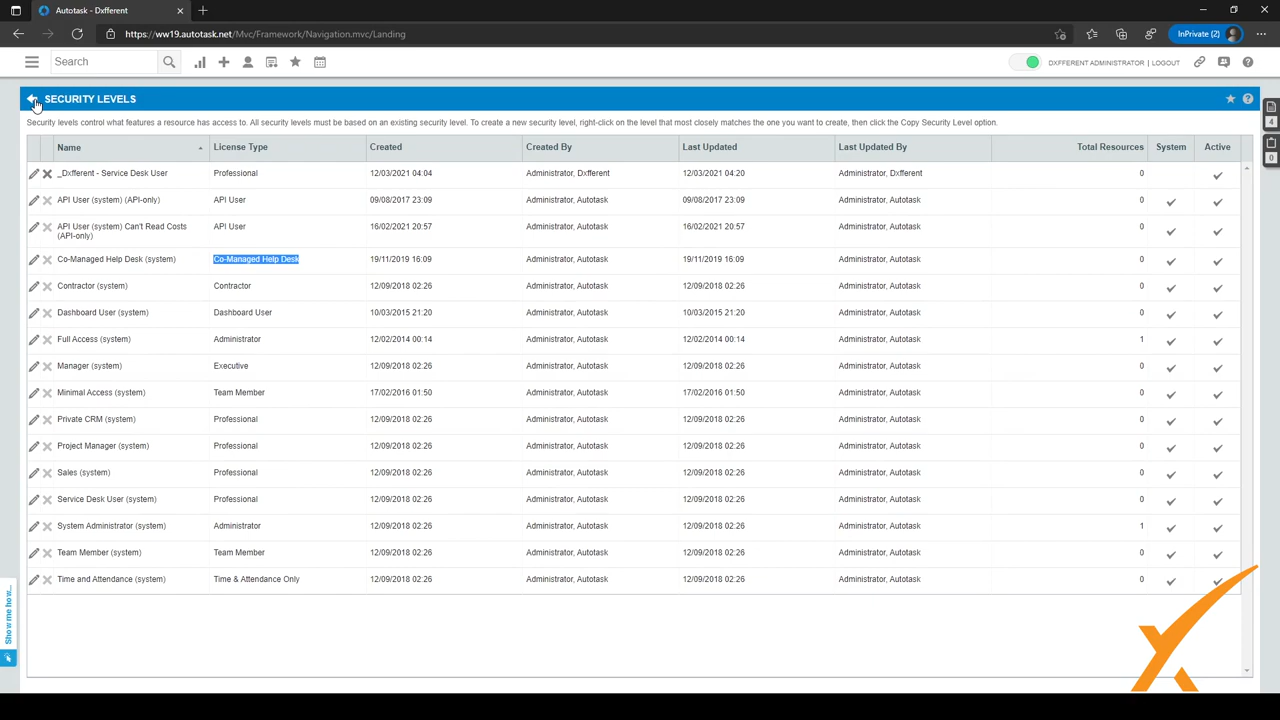 Autotask - Dxfferent
https://ww19.autotask.net/Mvc/Framework/Navigation.mvc/Landing
InPrivate (2)
Search
DXFFERENT ADMINISTRATOR | LOGOUT
SECURITY LEVELS
Security levels control what features a resource has access to. All security levels must be based on an existing security level. To create a new security level, right-click on the level that most closely matches the one you want to create, then click the Copy Security Level option.
4
0
Name License Type Created Created By Last Updated Last Updated By Total Resources System Active
_Dxfferent - Service Desk User Professional 12/03/2021 04:04 Administrator, Dxfferent 12/03/2021 04:20 Administrator, Dxfferent 0
API User (system) (API-only) API User 09/08/2017 23:09 Administrator, Autotask 09/08/2017 23:09 Administrator, Autotask 0
API User (system) Can't Read Costs API User 16/02/2021 20:57 Administrator, Autotask 16/02/2021 20:57 Administrator, Autotask 0
(API-only)
Co-Managed Help Desk (system) Co-Managed Help Desk 19/11/2019 16:09 Administrator, Autotask 19/11/2019 16:09 Administrator, Autotask 0
Contractor (system) Contractor 12/09/2018 02:26 Administrator, Autotask 12/09/2018 02:26 Administrator, Autotask 0
Dashboard User (system) Dashboard User 10/03/2015 21:20 Administrator, Autotask 10/03/2015 21:20 Administrator, Autotask 0
Full Access (system) Administrator 12/02/2014 00:14 Administrator, Autotask 12/02/2014 00:14 Administrator, Autotask 1
Manager (system) Executive 12/09/2018 02:26 Administrator, Autotask 12/09/2018 02:26 Administrator, Autotask 0
Minimal Access (system) Team Member 17/02/2016 01:50 Administrator, Autotask 17/02/2016 01:50 Administrator, Autotask 0
Private CRM (system) Professional 12/09/2018 02:26 Administrator, Autotask 12/09/2018 02:26 Administrator, Autotask 0
Project Manager (system) Professional 12/09/2018 02:26 Administrator, Autotask 12/09/2018 02:26 Administrator, Autotask 0
Sales (system) Professional 12/09/2018 02:26 Administrator, Autotask 12/09/2018 02:26 Administrator, Autotask 0
Service Desk User (system) Professional 12/09/2018 02:26 Administrator, Autotask 12/09/2018 02:26 Administrator, Autotask 0
System Administrator (system) Administrator 12/09/2018 02:26 Administrator, Autotask 12/09/2018 02:26 Administrator, Autotask 1
Team Member (system) Team Member 12/09/2018 02:26 Administrator, Autotask 12/09/2018 02:26 Administrator, Autotask 0
Time and Attendance (system) Time & Attendance Only 12/09/2018 02:26 Administrator, Autotask 12/09/2018 02:26 Administrator, Autotask 0
Show me how...